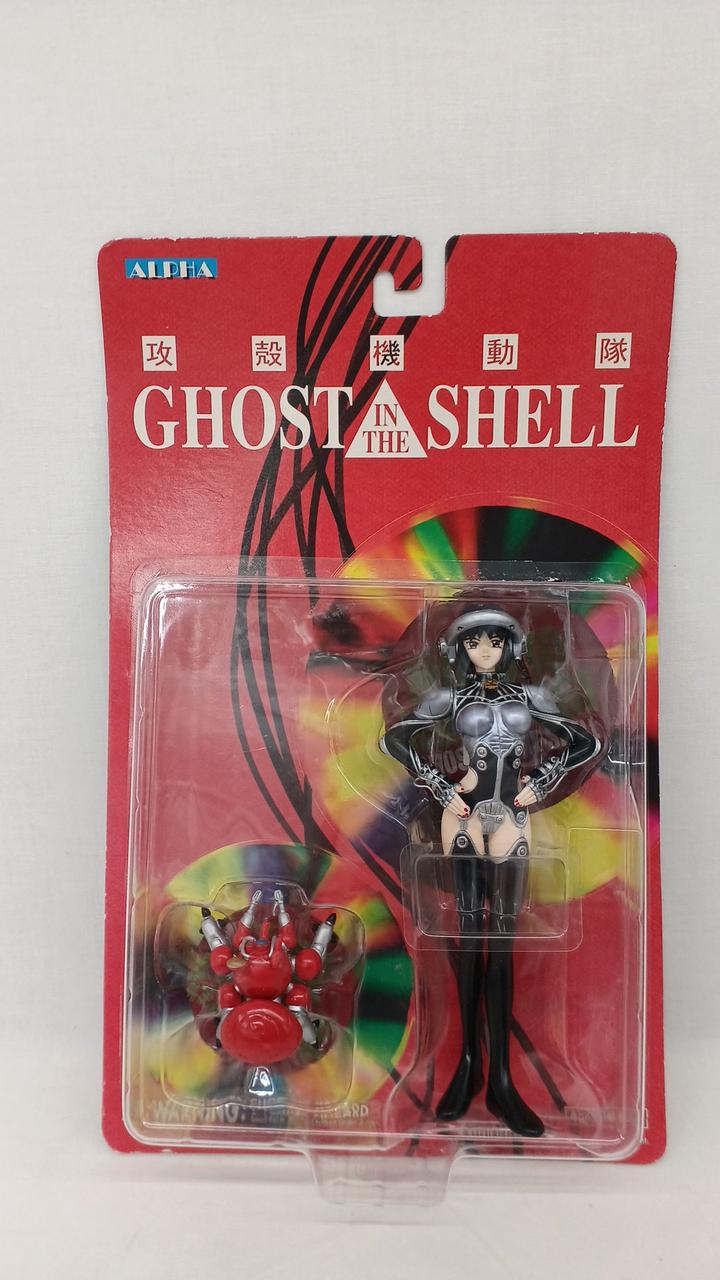 ALPHA
攻殻機動隊
GHOST IN THE SHELL
WARNING: